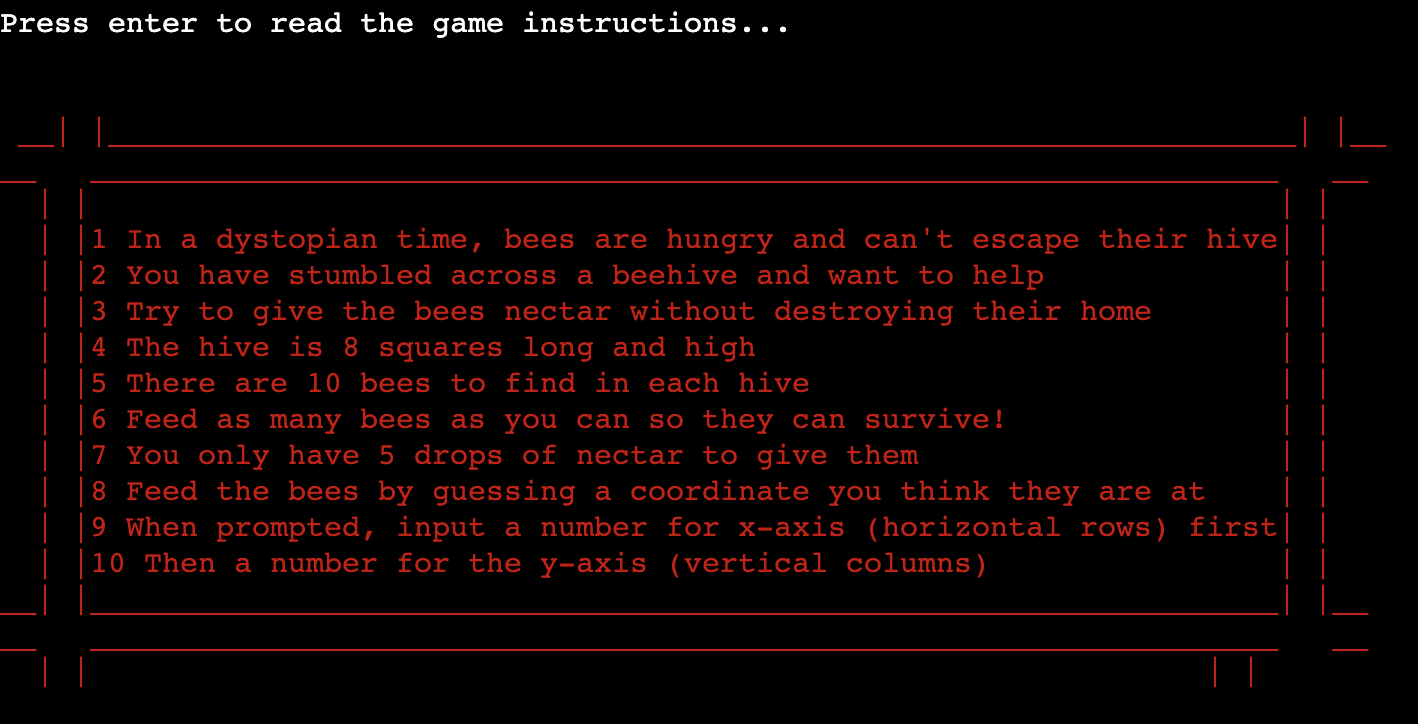 Press enter to read the game instructions...
1 In a dystopian time, bees are hungry and can't escape their hive
2 You have stumbled across a beehive and want to help
3 Try to give the bees nectar without destroying their home
4 The hive is 8 squares long and high
5 There are 10 bees to find in each hive
6 Feed as many bees as you can so they can survive!
7 You only have 5 drops of nectar to give them
8 Feed the bees by guessing a coordinate you think they are at
9 When prompted, input a number for x-axis (horizontal rows) first
10 Then a number for the y-axis (vertical columns)